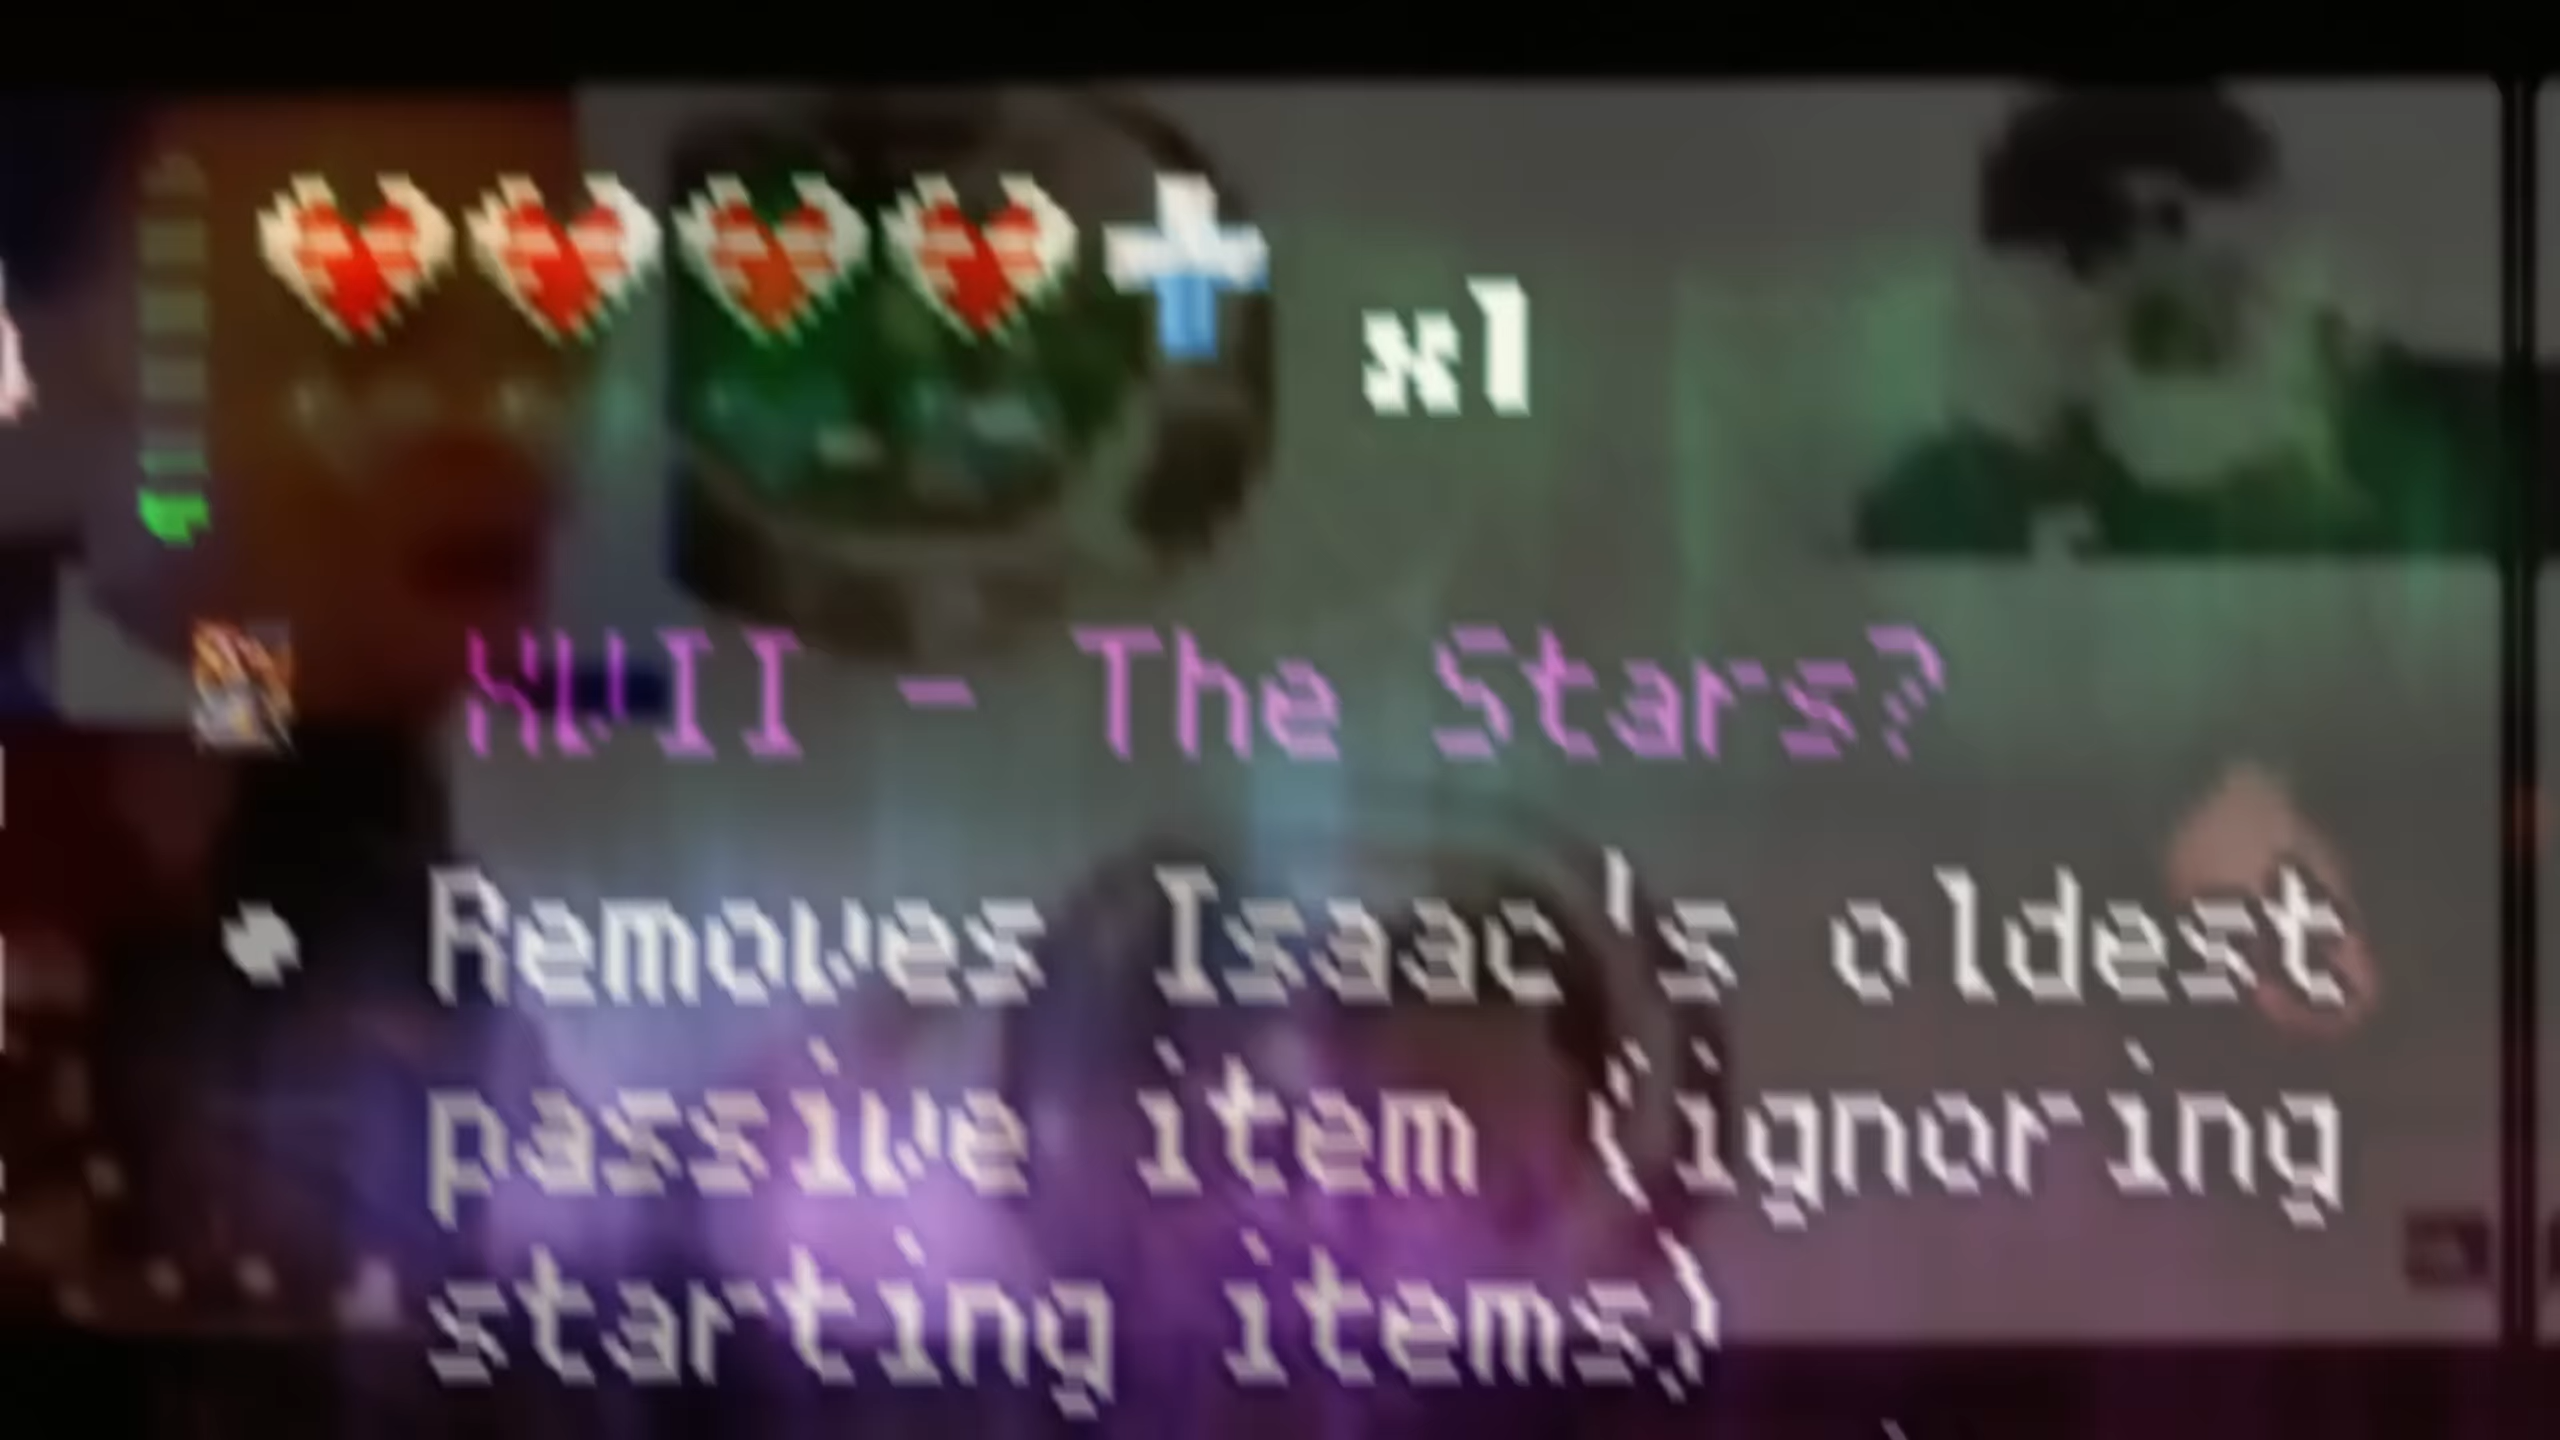 x1
XVII - The Stars?
Removes Isaac's oldest
passive item (ignoring
starting items)